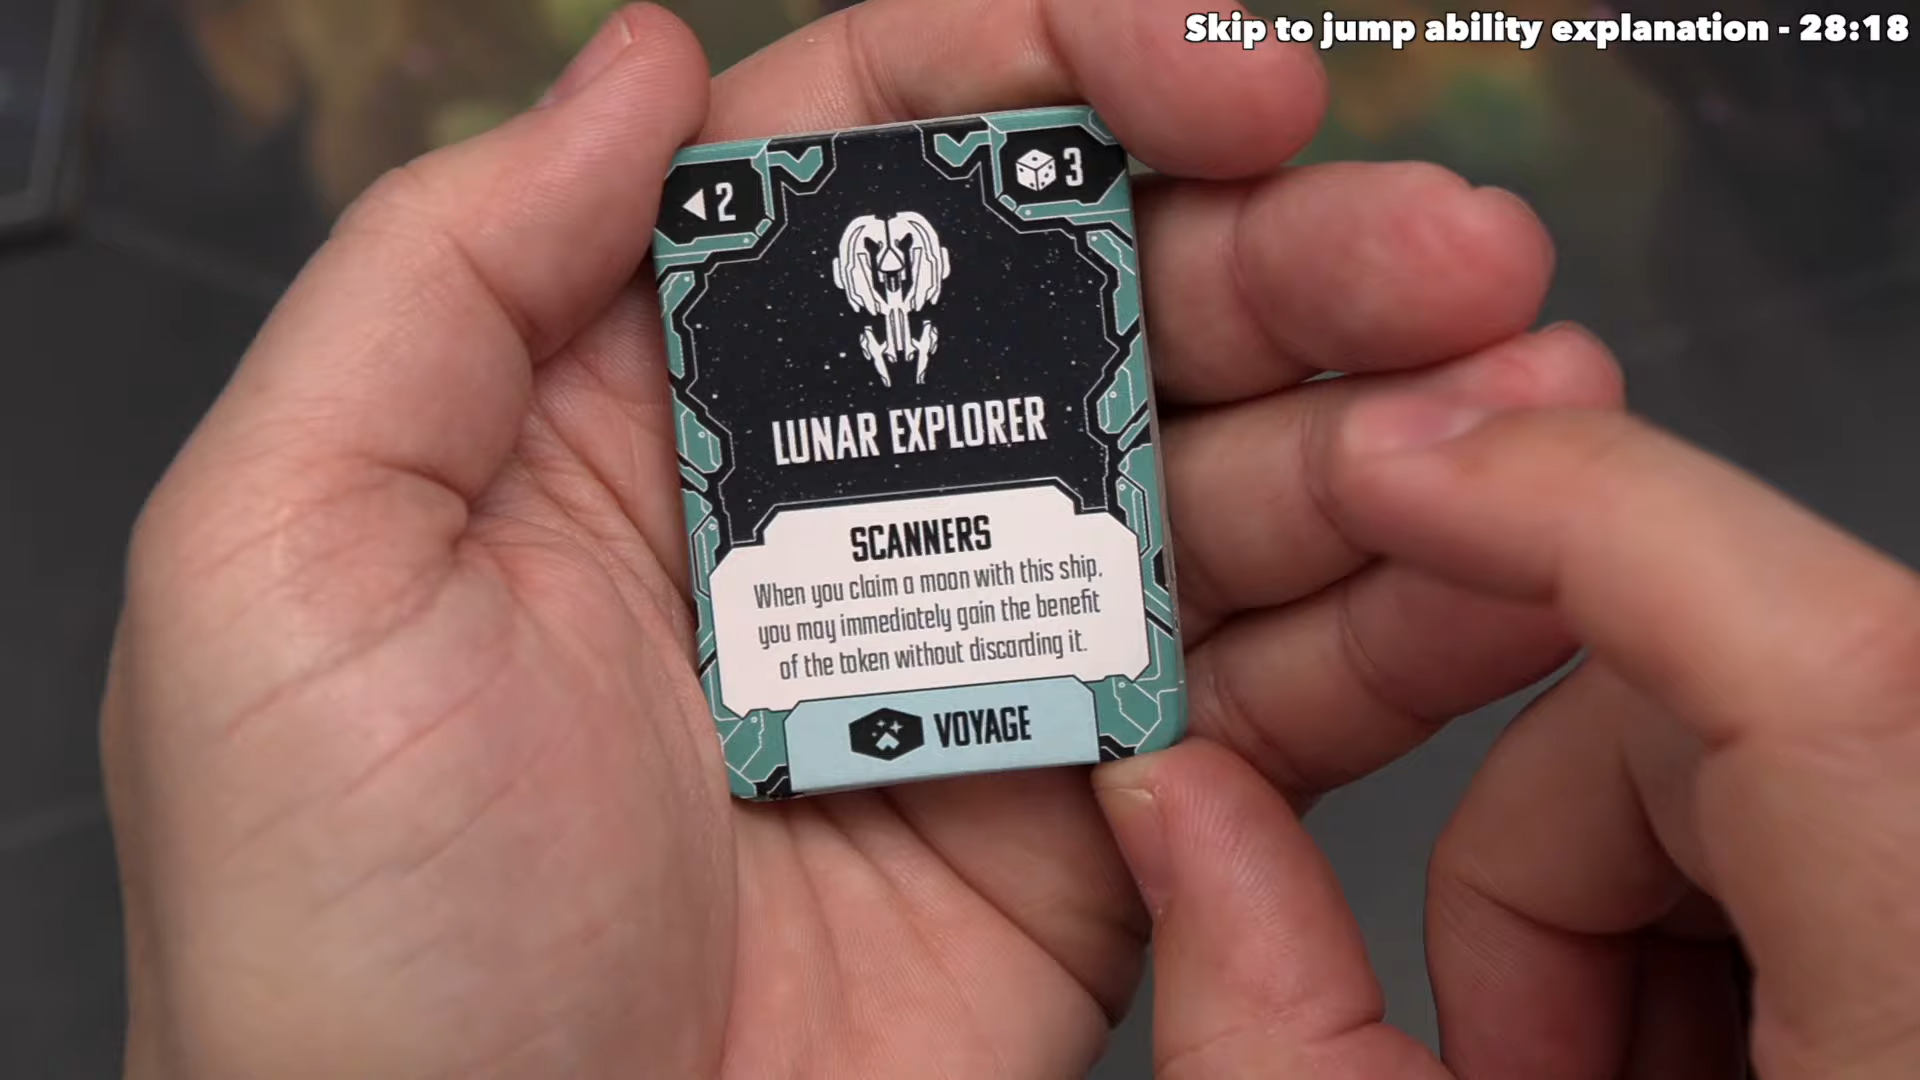 Skip to jump ability explanation - 28:18
2
3
LUNAR EXPLORER
SCANNERS
When you claim a moon with this ship,
you may immediately gain the benefit
of the token without discarding it.
VOYAGE